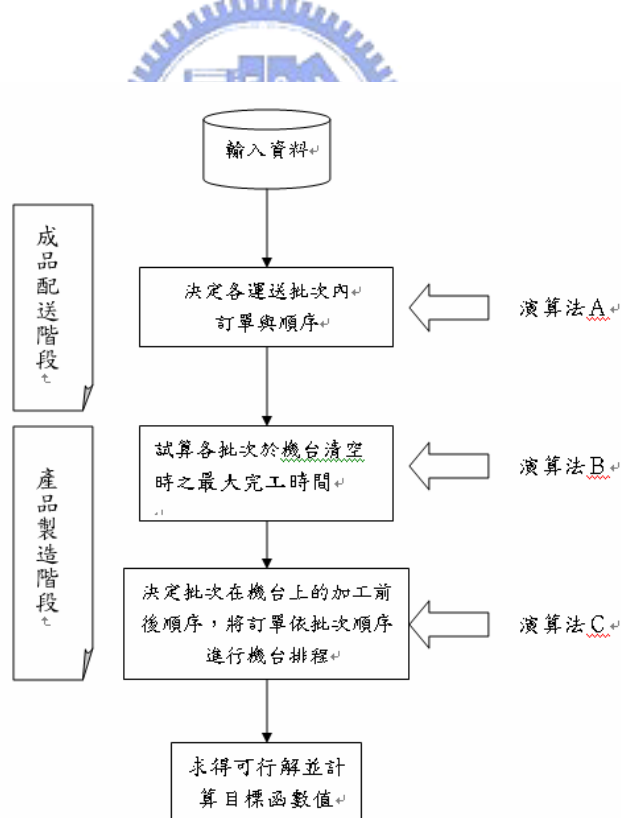 輸入資料
成品配送階段
決定各運送批次內
訂單與順序
演算法A
產品製造階段
試算各批次於機台清空
時之最大完工時間
演算法B
決定批次在機台上的加工前
後順序，將訂單依批次順序
進行機台排程
演算法C
求得可行解並計
算目標函數值